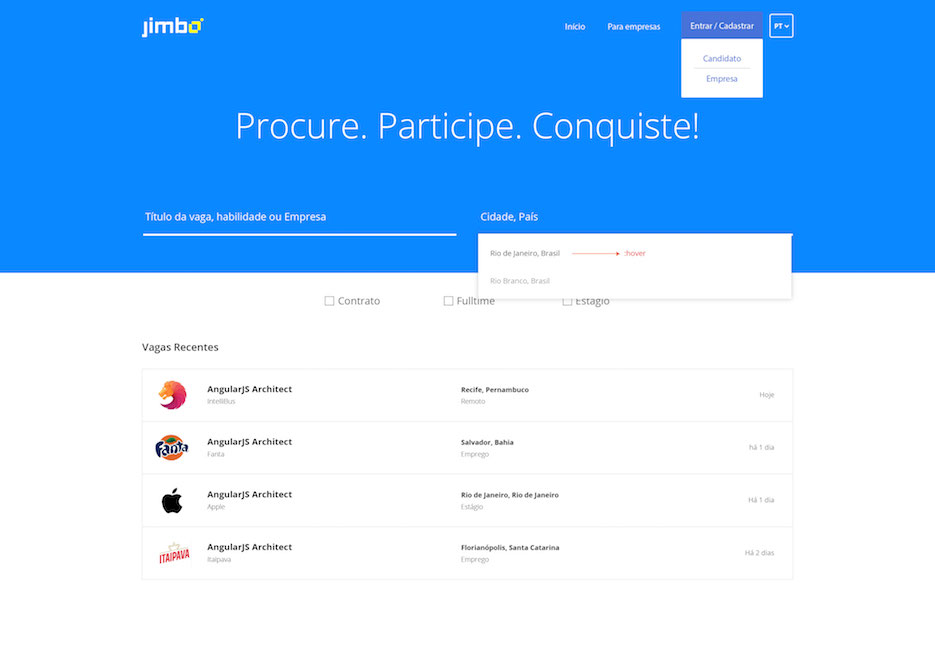 jimbo
Início
Para empresas
Entrar / Cadastrar
PT
Candidato
Empresa
Procure. Participe. Conquiste!
Título da vaga, habilidade ou Empresa
Cidade, País
Rio de Janeiro, Brasil
:hover
Rio Branco, Brasil
Contrato
Fulltime
Estágio
Vagas Recentes
AngularJS Architect
IntelliBus
Recife, Pernambuco
Remoto
Hoje
Fanta
AngularJS Architect
Fanta
Salvador, Bahia
Emprego
há 1 dia
AngularJS Architect
Apple
Rio de Janeiro, Rio de Janeiro
Estágio
Há 1 dia
ITAIPAVA
AngularJS Architect
Itaipava
Florianópolis, Santa Catarina
Emprego
Há 2 dias